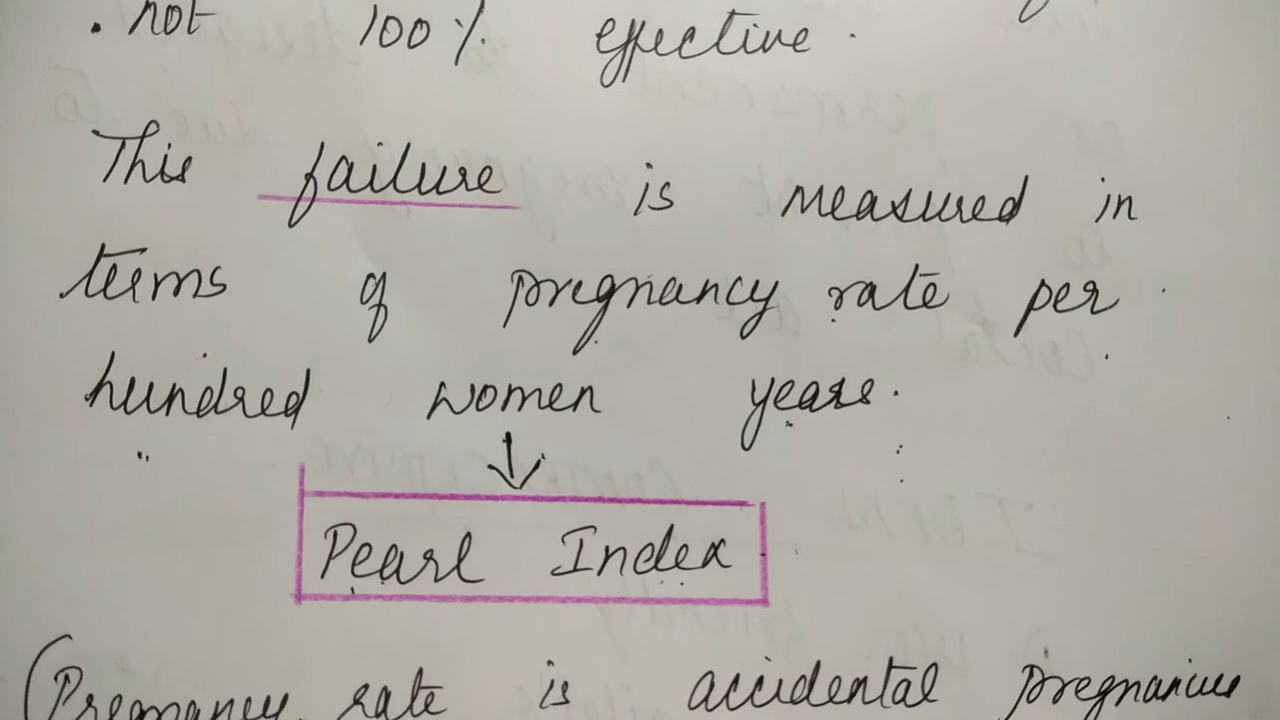 . not 100% effective.
This failure is measured in
terms of pregnancy rate per
hundred women years.
Pearl Index
(Pregnancy rate is accidental pregnancies